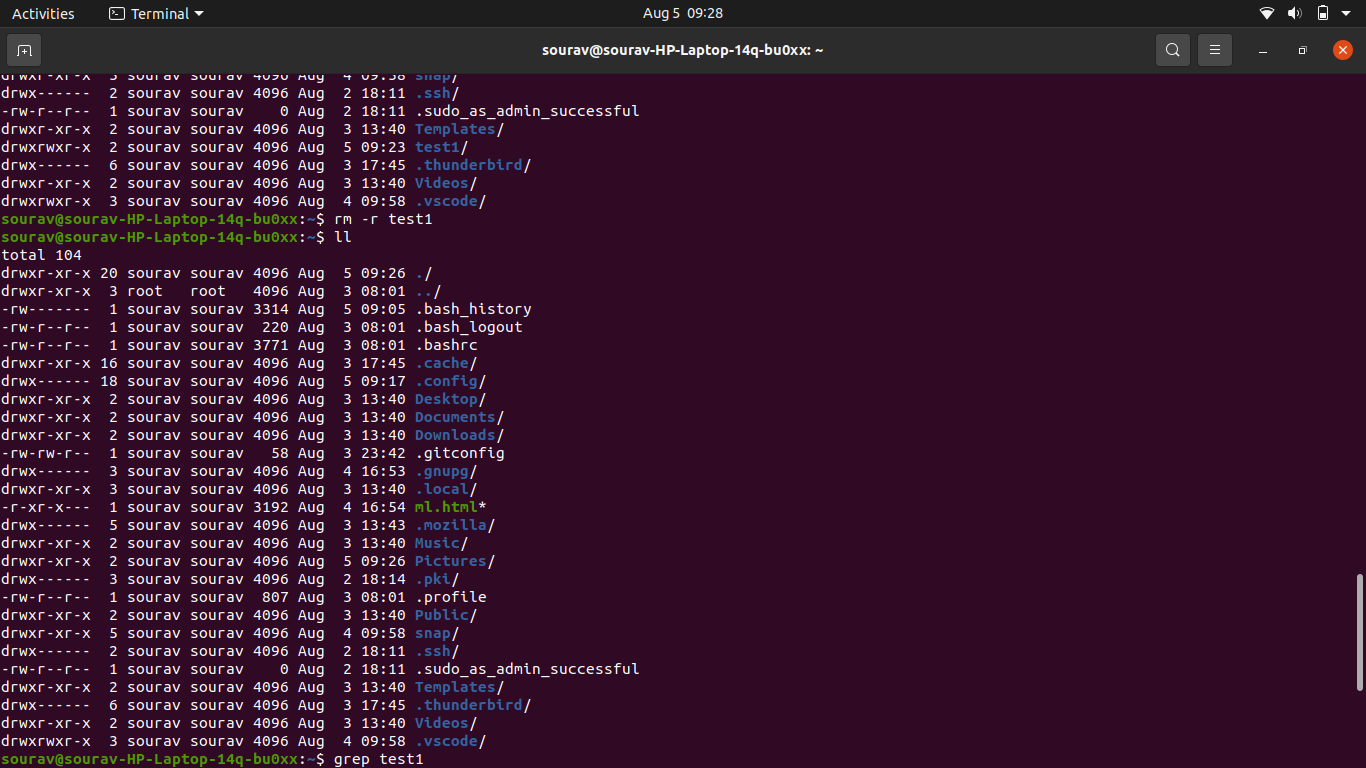 Activities Terminal Aug 5 09:28
sourav@sourav-HP-Laptop-14q-bu0xx: ~
drwxr-xr-x 5 sourav sourav 4096 Aug 4 09:58 snap/
drwx------ 2 sourav sourav 4096 Aug 2 18:11 .ssh/
-rw-r--r-- 1 sourav sourav 0 Aug 2 18:11 .sudo_as_admin_successful
drwxr-xr-x 2 sourav sourav 4096 Aug 3 13:40 Templates/
drwxrwxr-x 2 sourav sourav 4096 Aug 5 09:23 test1/
drwx------ 6 sourav sourav 4096 Aug 3 17:45 .thunderbird/
drwxr-xr-x 2 sourav sourav 4096 Aug 3 13:40 Videos/
drwxrwxr-x 3 sourav sourav 4096 Aug 4 09:58 .vscode/
sourav@sourav-HP-Laptop-14q-bu0xx:~$ rm -r test1
sourav@sourav-HP-Laptop-14q-bu0xx:~$ ll
total 104
drwxr-xr-x 20 sourav sourav 4096 Aug 5 09:26 ./
drwxr-xr-x 3 root root 4096 Aug 3 08:01 ../
-rw------- 1 sourav sourav 3314 Aug 5 09:05 .bash_history
-rw-r--r-- 1 sourav sourav 220 Aug 3 08:01 .bash_logout
-rw-r--r-- 1 sourav sourav 3771 Aug 3 08:01 .bashrc
drwxr-xr-x 16 sourav sourav 4096 Aug 3 17:45 .cache/
drwx------ 18 sourav sourav 4096 Aug 5 09:17 .config/
drwxr-xr-x 2 sourav sourav 4096 Aug 3 13:40 Desktop/
drwxr-xr-x 2 sourav sourav 4096 Aug 3 13:40 Documents/
drwxr-xr-x 2 sourav sourav 4096 Aug 3 13:40 Downloads/
-rw-rw-r-- 1 sourav sourav 58 Aug 3 23:42 .gitconfig
drwx------ 3 sourav sourav 4096 Aug 4 16:53 .gnupg/
drwxr-xr-x 3 sourav sourav 4096 Aug 3 13:40 .local/
-r-xr-x--- 1 sourav sourav 3192 Aug 4 16:54 ml.html*
drwx------ 5 sourav sourav 4096 Aug 3 13:43 .mozilla/
drwxr-xr-x 2 sourav sourav 4096 Aug 3 13:40 Music/
drwxr-xr-x 2 sourav sourav 4096 Aug 5 09:26 Pictures/
drwx------ 3 sourav sourav 4096 Aug 2 18:14 .pki/
-rw-r--r-- 1 sourav sourav 807 Aug 3 08:01 .profile
drwxr-xr-x 2 sourav sourav 4096 Aug 3 13:40 Public/
drwxr-xr-x 5 sourav sourav 4096 Aug 4 09:58 snap/
drwx------ 2 sourav sourav 4096 Aug 2 18:11 .ssh/
-rw-r--r-- 1 sourav sourav 0 Aug 2 18:11 .sudo_as_admin_successful
drwxr-xr-x 2 sourav sourav 4096 Aug 3 13:40 Templates/
drwx------ 6 sourav sourav 4096 Aug 3 17:45 .thunderbird/
drwxr-xr-x 2 sourav sourav 4096 Aug 3 13:40 Videos/
drwxrwxr-x 3 sourav sourav 4096 Aug 4 09:58 .vscode/
sourav@sourav-HP-Laptop-14q-bu0xx:~$ grep test1